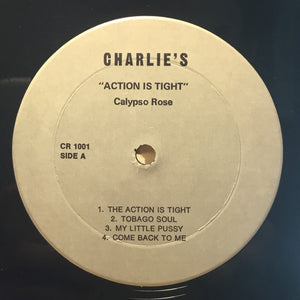 CHARLIE'S
"ACTION IS TIGHT"
Calypso Rose
CR 1001
SIDE A
1. THE ACTION IS TIGHT
2. TOBAGO SOUL
3. MY LITTLE PUSSY
4. COME BACK TO ME